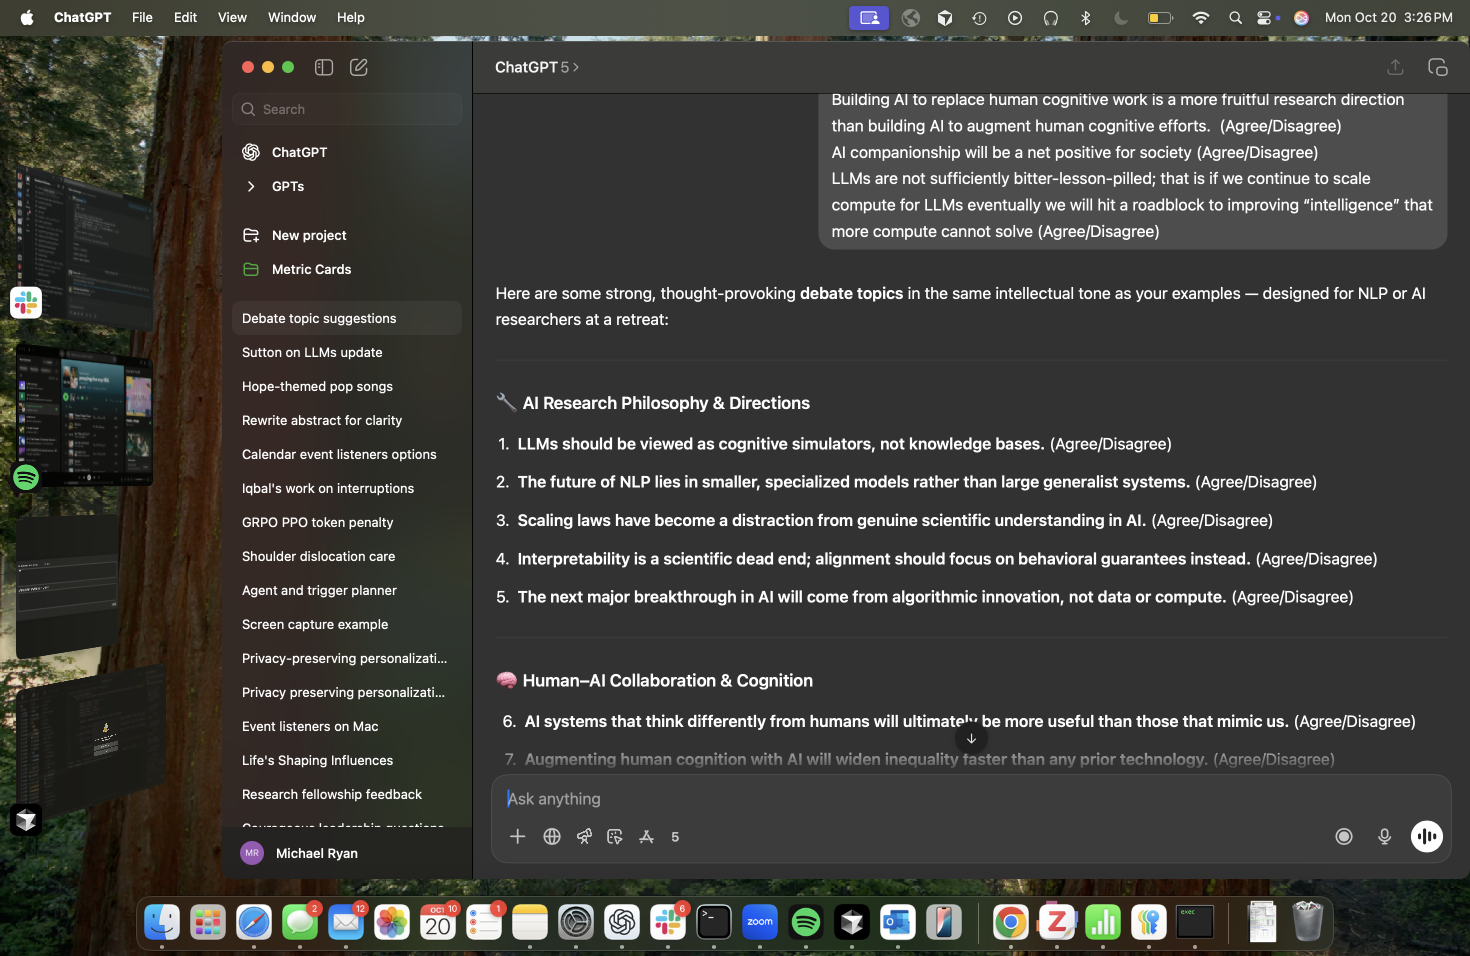 ChatGPT File Edit View Window Help Mon Oct 20 3:26 PM
Search
ChatGPT
GPTs
New project
Metric Cards
Debate topic suggestions
Sutton on LLMs update
Hope-themed pop songs
Rewrite abstract for clarity
Calendar event listeners options
Iqbal's work on interruptions
GRPO PPO token penalty
Shoulder dislocation care
Agent and trigger planner
Screen capture example
Privacy-preserving personalizati...
Privacy preserving personalizati...
Event listeners on Mac
Life's Shaping Influences
Research fellowship feedback
Courageous leadership questions
MR Michael Ryan
ChatGPT 5 >
Building AI to replace human cognitive work is a more fruitful research direction
than building AI to augment human cognitive efforts. (Agree/Disagree)
AI companionship will be a net positive for society (Agree/Disagree)
LLMs are not sufficiently bitter-lesson-pilled; that is if we continue to scale
compute for LLMs eventually we will hit a roadblock to improving “intelligence” that
more compute cannot solve (Agree/Disagree)
Here are some strong, thought-provoking debate topics in the same intellectual tone as your examples — designed for NLP or AI
researchers at a retreat:
🔧 AI Research Philosophy & Directions
1. LLMs should be viewed as cognitive simulators, not knowledge bases. (Agree/Disagree)
2. The future of NLP lies in smaller, specialized models rather than large generalist systems. (Agree/Disagree)
3. Scaling laws have become a distraction from genuine scientific understanding in AI. (Agree/Disagree)
4. Interpretability is a scientific dead end; alignment should focus on behavioral guarantees instead. (Agree/Disagree)
5. The next major breakthrough in AI will come from algorithmic innovation, not data or compute. (Agree/Disagree)
🧠 Human–AI Collaboration & Cognition
6. AI systems that think differently from humans will ultimately be more useful than those that mimic us. (Agree/Disagree)
7. Augmenting human cognition with AI will widen inequality faster than any prior technology. (Agree/Disagree)
Ask anything
5
2 12 OCT 10 1 6
20 zoom exec